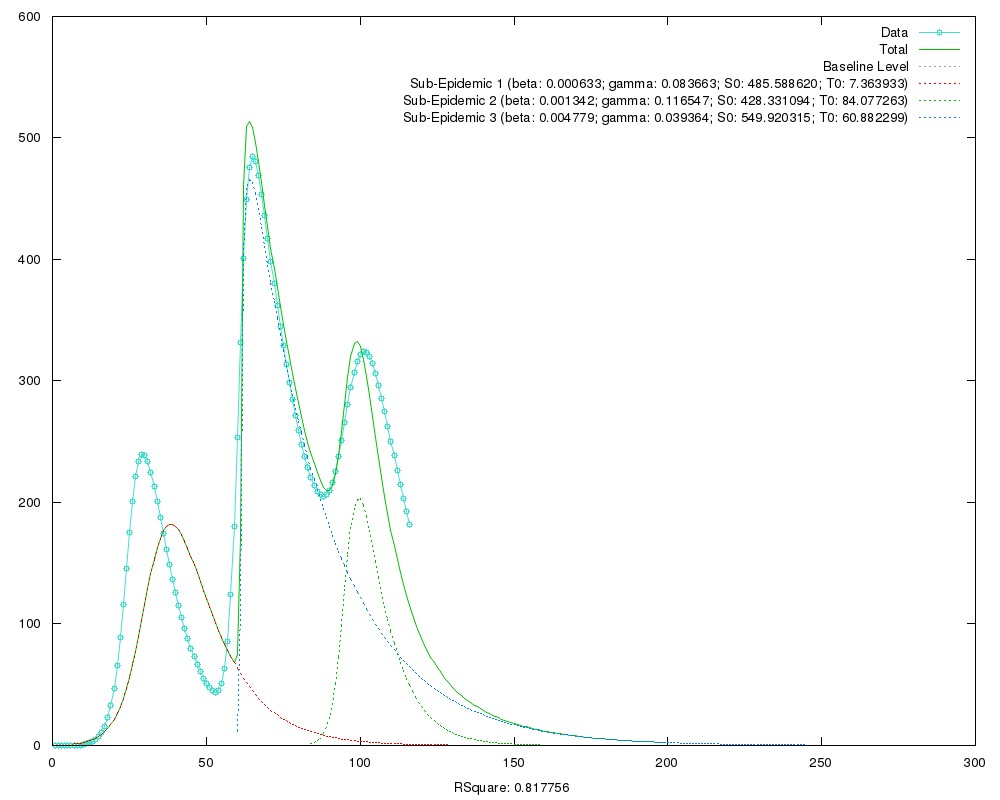 600
500
400
300
200
100
0
Data
Total
Baseline Level
Sub-Epidemic 1 (beta: 0.000633; gamma: 0.083663; S0: 485.588620; T0: 7.363933)
Sub-Epidemic 2 (beta: 0.001342; gamma: 0.116547; S0: 428.331094; T0: 84.077263)
Sub-Epidemic 3 (beta: 0.004779; gamma: 0.039364; S0: 549.920315; T0: 60.882299)
0 50 100 150 200 250 300
RSquare: 0.817756